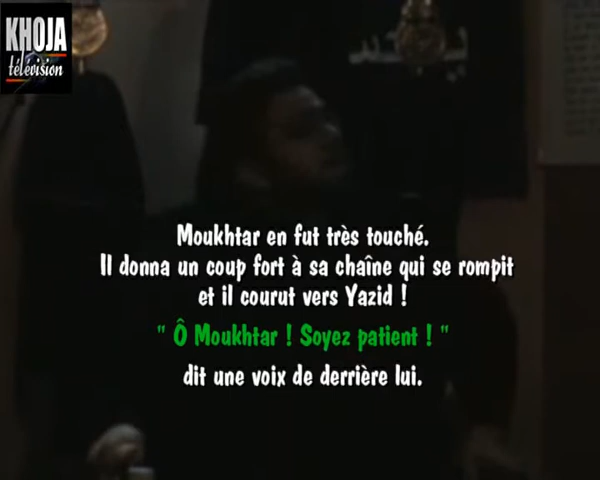 KHOJA
télévision
Moukhtar en fut très touché.
Il donna un coup fort à sa chaîne qui se rompit
et il courut vers Yazid !
" Ô Moukhtar ! Soyez patient ! "
dit une voix de derrière lui.